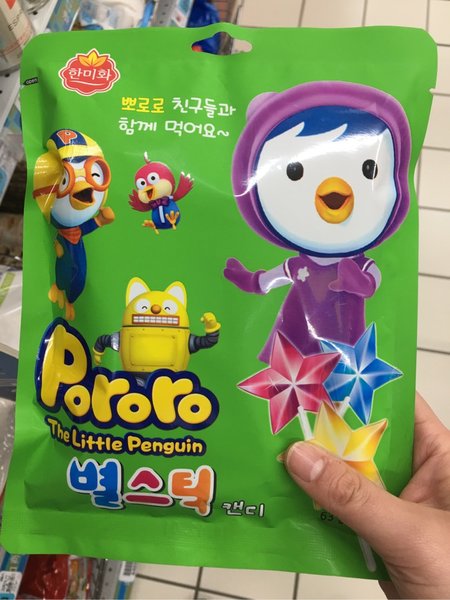 한미화
뽀로로 친구들과
함께 먹어요~
P
Pororo
The Little Penguin
별스틱 캔디